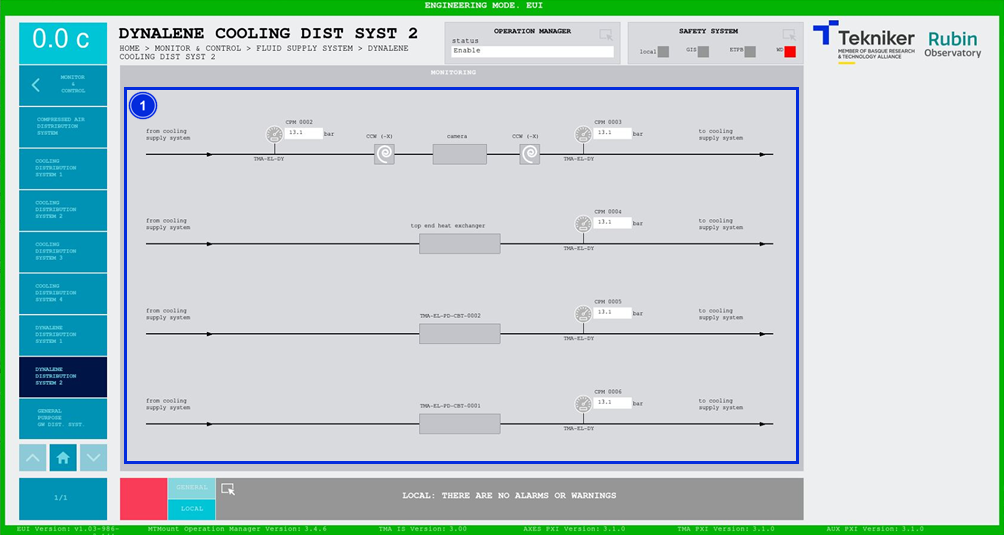 ENGINEERING MODE. EUI
0.0 c
DYNALENE COOLING DIST SYST 2
HOME > MONITOR & CONTROL > FLUID SUPPLY SYSTEM > DYNALENE
COOLING DIST SYST 2
OPERATION MANAGER
status
Enable
SAFETY SYSTEM
local
GIS
ETPB
WD
Tekniker
MEMBER OF BASQUE RESEARCH
& TECHNOLOGY ALLIANCE
Rubin
Observatory
MONITOR
&
CONTROL
COMPRESSED AIR
DISTRIBUTION
SYSTEM
COOLING
DISTRIBUTION
SYSTEM 1
COOLING
DISTRIBUTION
SYSTEM 2
COOLING
DISTRIBUTION
SYSTEM 3
COOLING
DISTRIBUTION
SYSTEM 4
DYNALENE
DISTRIBUTION
SYSTEM 1
DYNALENE
DISTRIBUTION
SYSTEM 2
GENERAL
PURPOSE
GW DIST. SYST.
1/1
MONITORING
1
from cooling
supply system
CPM 0002
13.1 bar
TMA-EL-DY
CCW (-X)
camera
CCW (-X)
CPM 0003
13.1 bar
TMA-EL-DY
to cooling
supply system
from cooling
supply system
top end heat exchanger
CPM 0004
13.1 bar
TMA-EL-DY
to cooling
supply system
from cooling
supply system
TMA-EL-PD-CBT-0002
CPM 0005
13.1 bar
TMA-EL-DY
to cooling
supply system
from cooling
supply system
TMA-EL-PD-CBT-0001
CPM 0006
13.1 bar
TMA-EL-DY
to cooling
supply system
GENERAL
LOCAL
LOCAL: THERE ARE NO ALARMS OR WARNINGS
EUI Version: v1.03-986-
MTMount Operation Manager Version: 3.4.6
TMA IS Version: 3.00
AXES PXI Version: 3.1.0
TMA PXI Version: 3.1.0
AUX PXI Version: 3.1.0